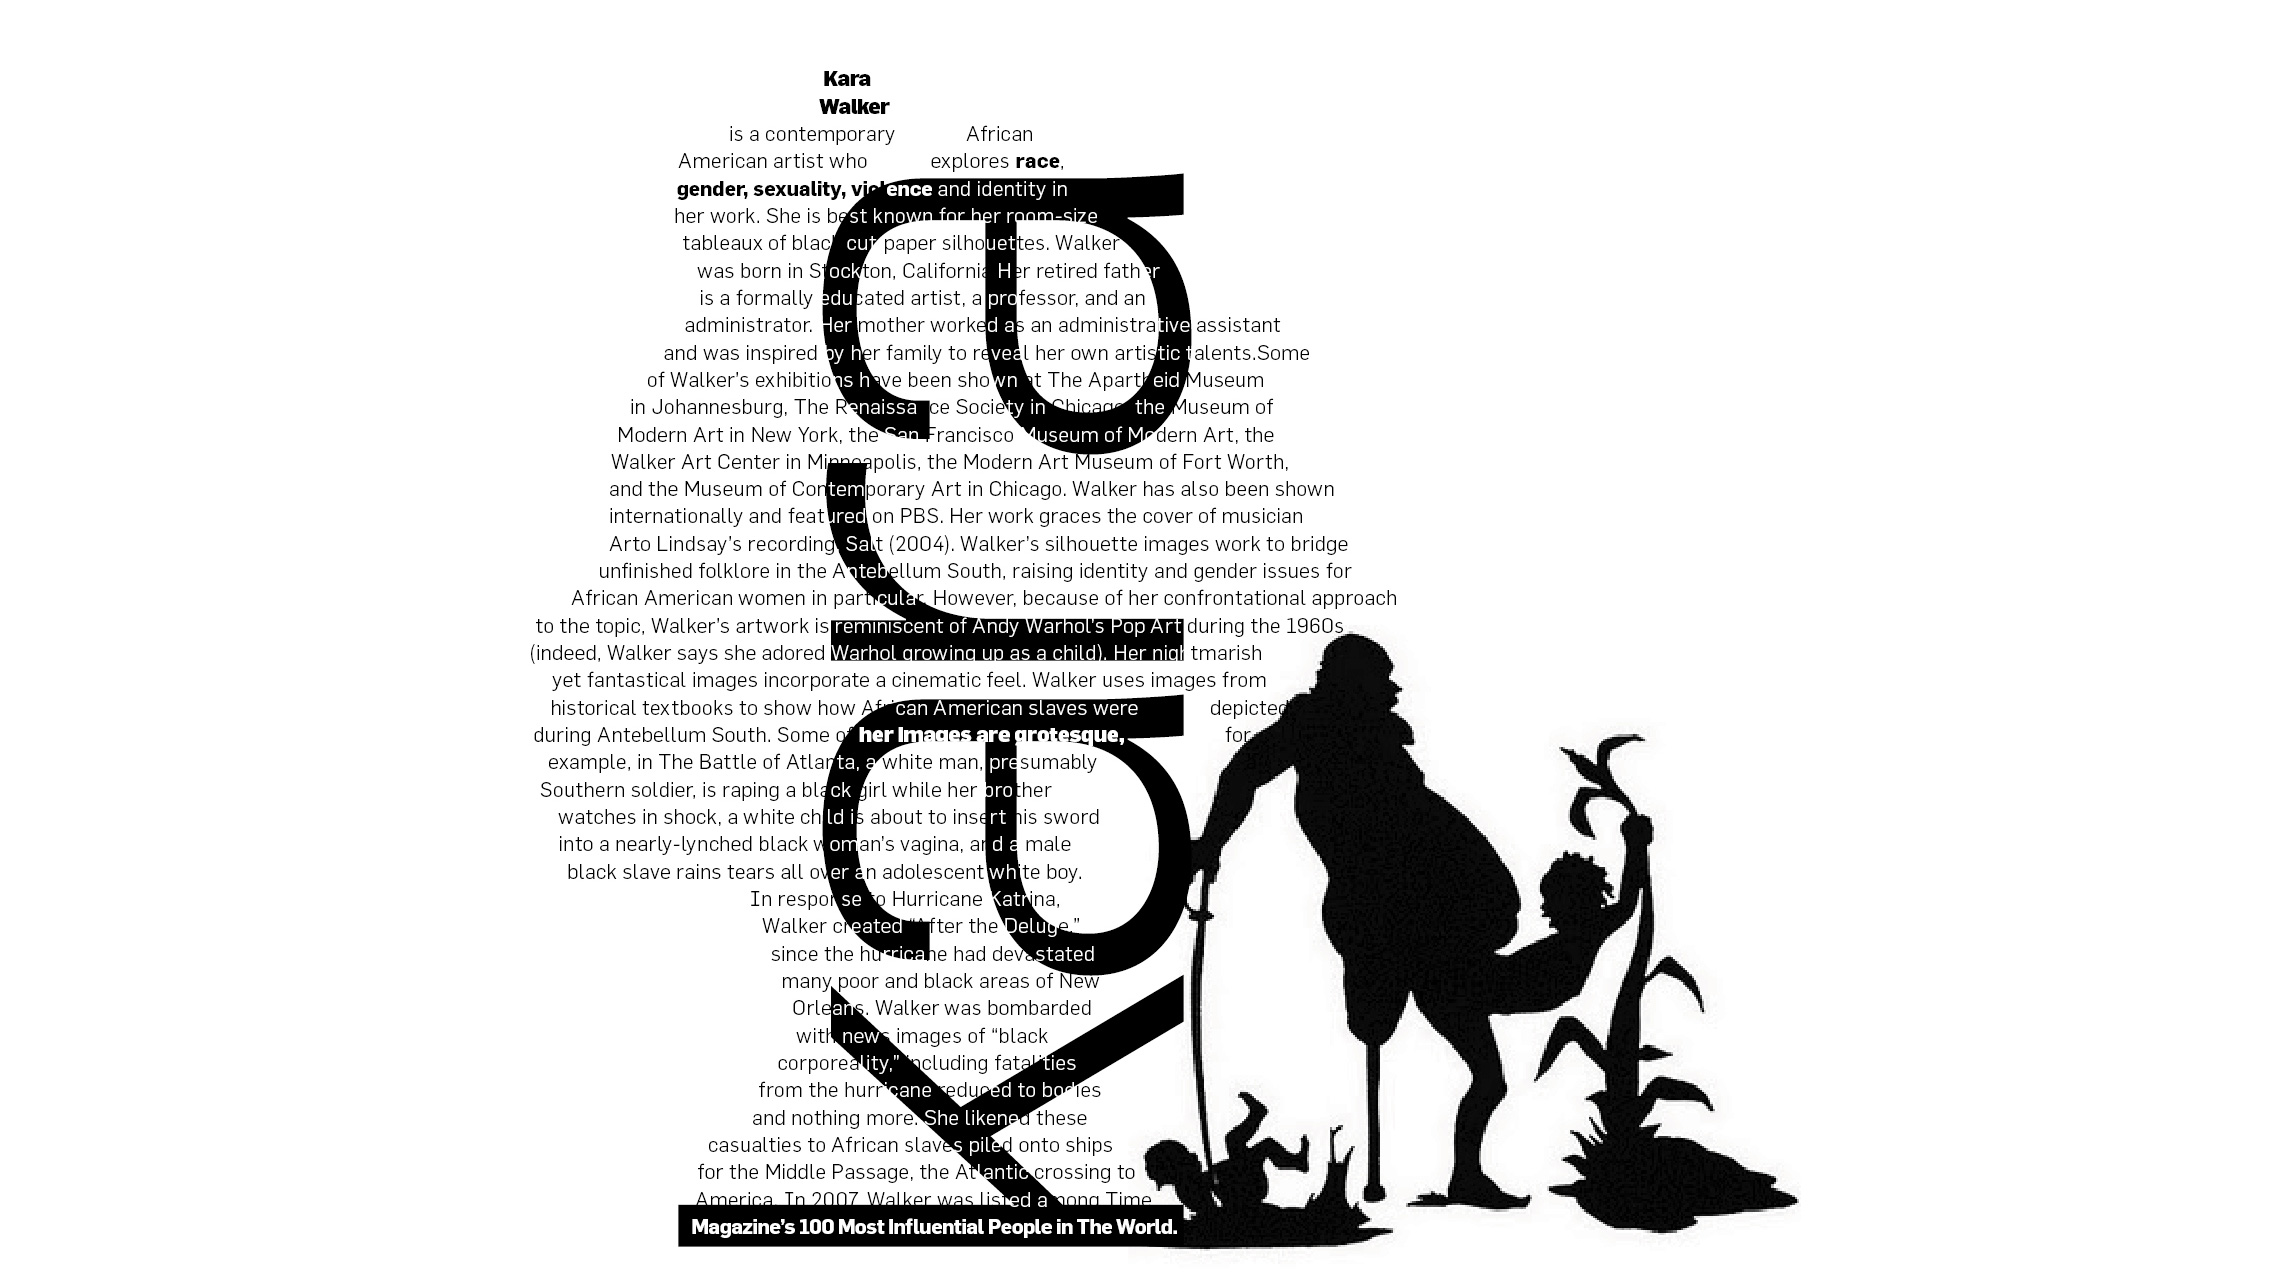 Kara
Walker
is a contemporary African
American artist who explores race,
gender, sexuality, violence and identity in
her work. She is best known for her room-size
tableaux of black cut paper silhouettes. Walker
was born in Stockton, California Her retired father
is a formally educated artist, a professor, and an
administrator. Her mother worked as an administrative assistant
and was inspired by her family to reveal her own artistic talents.Some
of Walker's exhibitions have been shown at The Apartheid Museum
in Johannesburg, The Renaissance Society in Chicago, the Museum of
Modern Art in New York, the San Francisco Museum of Modern Art, the
Walker Art Center in Minneapolis, the Modern Art Museum of Fort Worth,
and the Museum of Contemporary Art in Chicago. Walker has also been shown
internationally and featured on PBS. Her work graces the cover of musician
Arto Lindsay's recording, Salt (2004). Walker's silhouette images work to bridge
unfinished folklore in the Antebellum South, raising identity and gender issues for
African American women in particular. However, because of her confrontational approach
to the topic, Walker's artwork is reminiscent of Andy Warhol's Pop Art during the 1960s
(indeed, Walker says she adored Warhol growing up as a child). Her nightmarish
yet fantastical images incorporate a cinematic feel. Walker uses images from
historical textbooks to show how African American slaves were depicted
during Antebellum South. Some of her Images are grotesque, for
example, in The Battle of Atlanta, a white man, presumably
Southern soldier, is raping a black girl while her brother
watches in shock, a white child is about to insert his sword
into a nearly-lynched black woman's vagina, and a male
black slave rains tears all over an adolescent white boy.
In response to Hurricane Katrina,
Walker created "After the Deluge,"
since the hurricane had devastated
many poor and black areas of New
Orleans. Walker was bombarded
with news images of "black
corporeality," including fatalities
from the hurricane reduced to bodies
and nothing more. She likened these
casualties to African slaves piled onto ships
for the Middle Passage, the Atlantic crossing to
America. In 2007, Walker was listed among Time
Magazine's 100 Most Influential People in The World.
kara